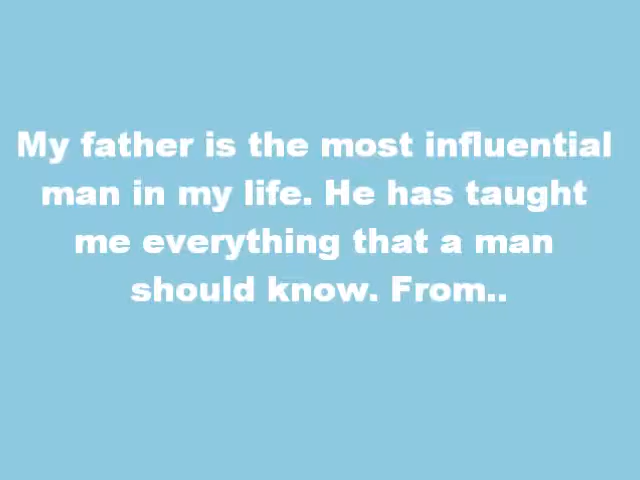 My father is the most influential
man in my life. He has taught
me everything that a man
should know. From..